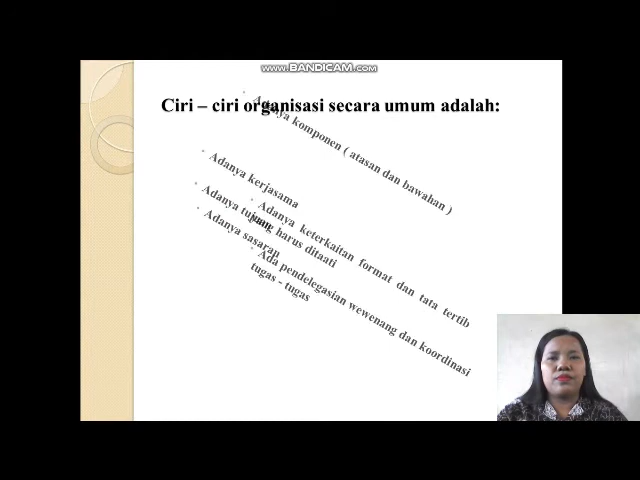 www.BANDICAM.com
Ciri – ciri organisasi secara umum adalah:
Adanya komponen ( atasan dan bawahan )
Adanya kerjasama
Adanya tujuan
Adanya sasaran
Adanya keterkaitan format dan tata tertib
yang harus ditaati
Ada pendelegasian wewenang dan koordinasi
tugas - tugas